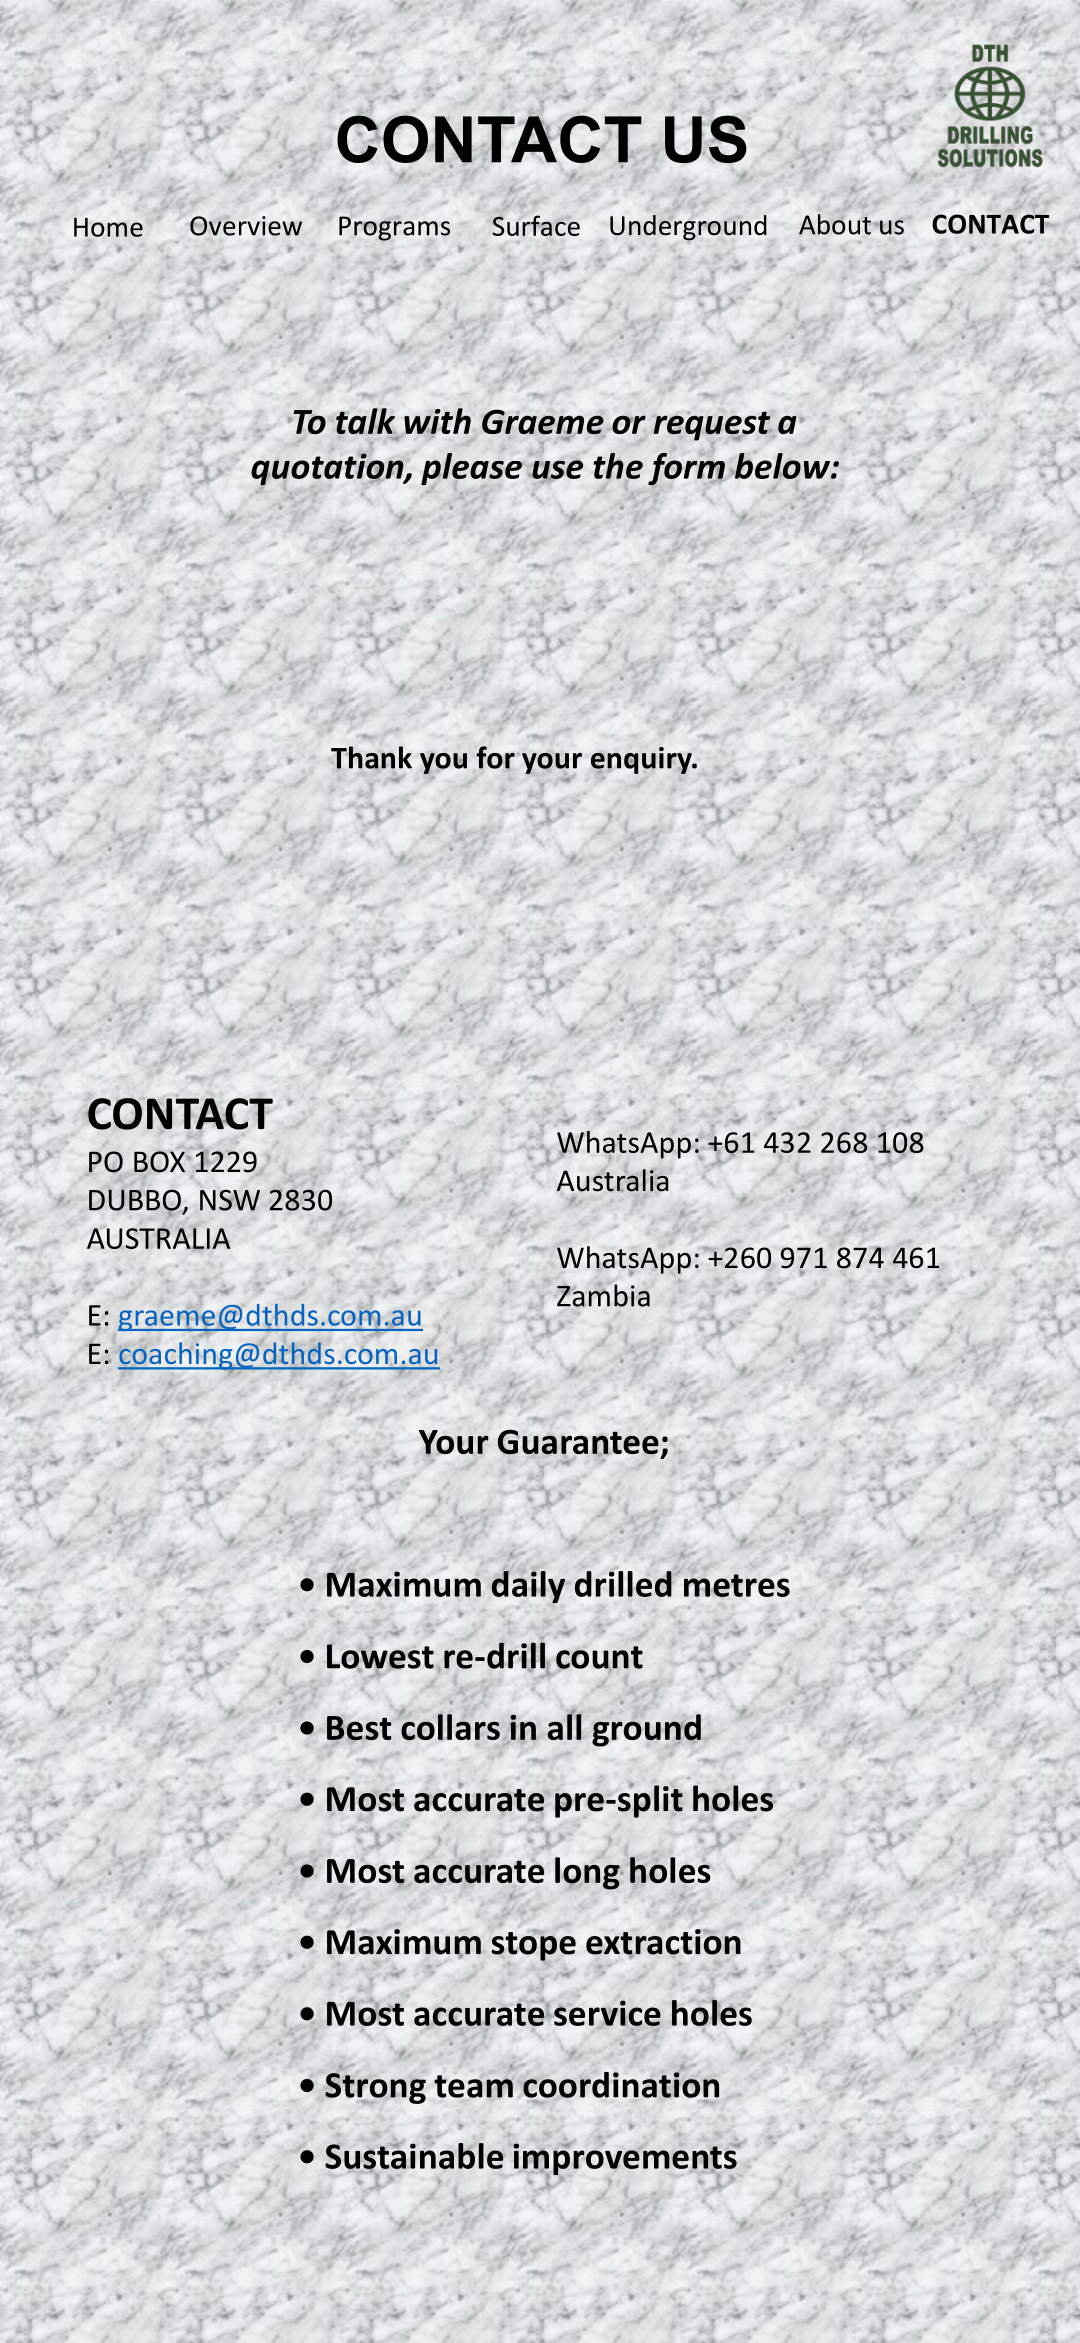 DTH
DRILLING
SOLUTIONS
CONTACT US
Home Overview Programs Surface Underground About us CONTACT
To talk with Graeme or request a
quotation, please use the form below:
Thank you for your enquiry.
CONTACT
PO BOX 1229
DUBBO, NSW 2830
AUSTRALIA
E: graeme@dthds.com.au
E: coaching@dthds.com.au
WhatsApp: +61 432 268 108
Australia
WhatsApp: +260 971 874 461
Zambia
Your Guarantee;
• Maximum daily drilled metres
• Lowest re-drill count
• Best collars in all ground
• Most accurate pre-split holes
• Most accurate long holes
• Maximum stope extraction
• Most accurate service holes
• Strong team coordination
• Sustainable improvements